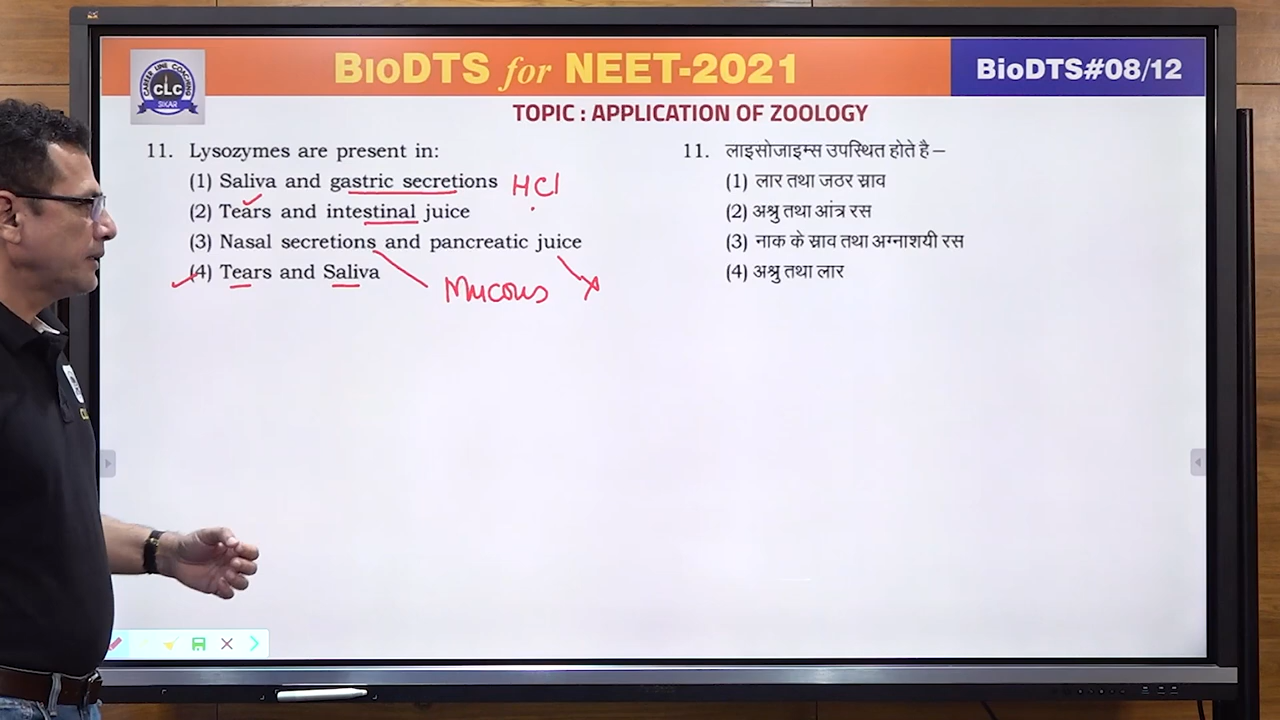 BIODTS for NEET-2021
BioDTS#08/12
CAREER LINE COACHING
CLC
SIKAR
TOPIC : APPLICATION OF ZOOLOGY
11. Lysozymes are present in:
(1) Saliva and gastric secretions HCl
(2) Tears and intestinal juice
(3) Nasal secretions and pancreatic juice
(4) Tears and Saliva
Mucous
11. लाइसोजाइम्स उपस्थित होते है –
(1) लार तथा जठर स्राव
(2) अश्रु तथा आंत्र रस
(3) नाक के स्राव तथा अग्नाशयी रस
(4) अश्रु तथा लार